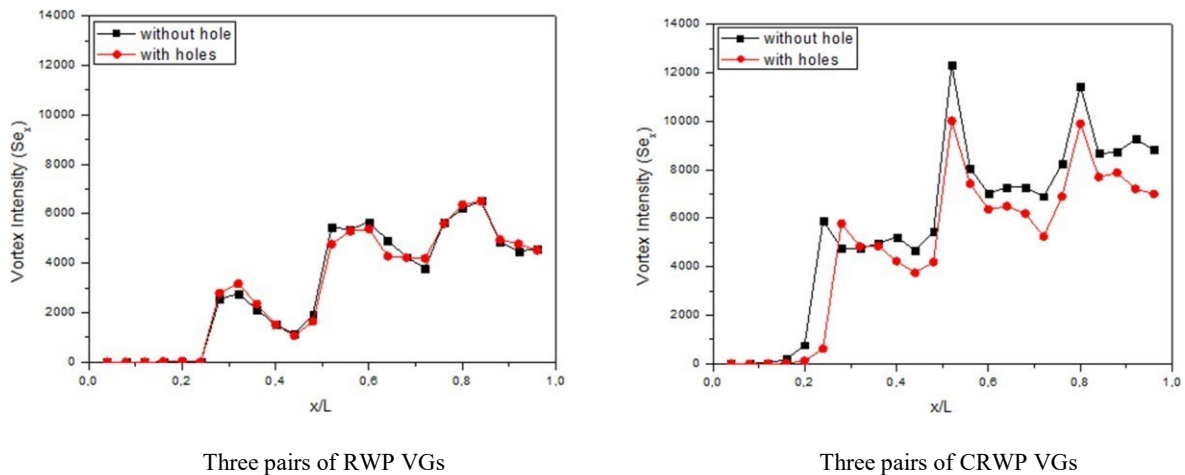 14000
12000
10000
8000
6000
4000
2000
0
Vortex Intensity (Se_x)
without hole
with holes
0,0 0,2 0,4 0,6 0,8 1,0
x/L
Three pairs of RWP VGs
14000
12000
10000
8000
6000
4000
2000
0
Vortex Intensity (Se_x)
without hole
with holes
0,0 0,2 0,4 0,6 0,8 1,0
x/L
Three pairs of CRWP VGs